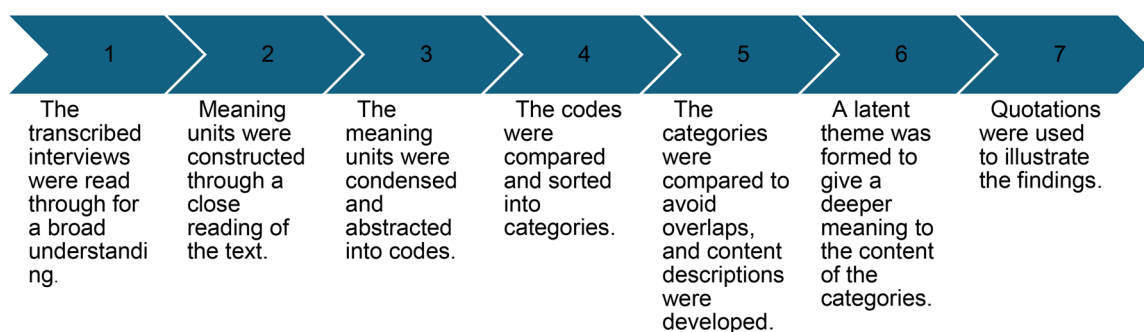 1
2
3
4
5
6
7
The
transcribed
interviews
were read
through for
a broad
understandi
ng.
Meaning
units were
constructed
through a
close
reading of
the text.
The
meaning
units were
condensed
and
abstracted
into codes.
The codes
were
compared
and sorted
into
categories.
The
categories
were
compared to
avoid
overlaps,
and content
descriptions
were
developed.
A latent
theme was
formed to
give a
deeper
meaning to
the content
of the
categories.
Quotations
were used
to illustrate
the findings.